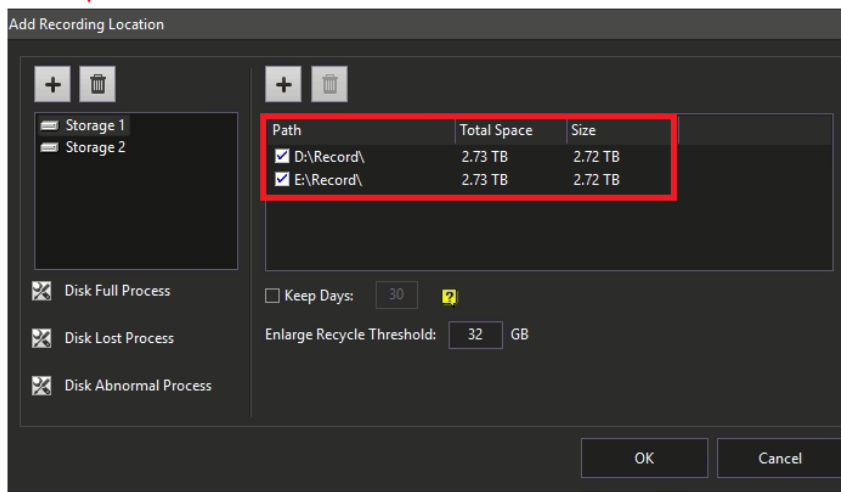 Add Recording Location
Storage 1
Storage 2
Path Total Space Size
D:\Record\ 2.73 TB 2.72 TB
E:\Record\ 2.73 TB 2.72 TB
Disk Full Process
Disk Lost Process
Disk Abnormal Process
Keep Days: 30 ?
Enlarge Recycle Threshold: 32 GB
OK Cancel